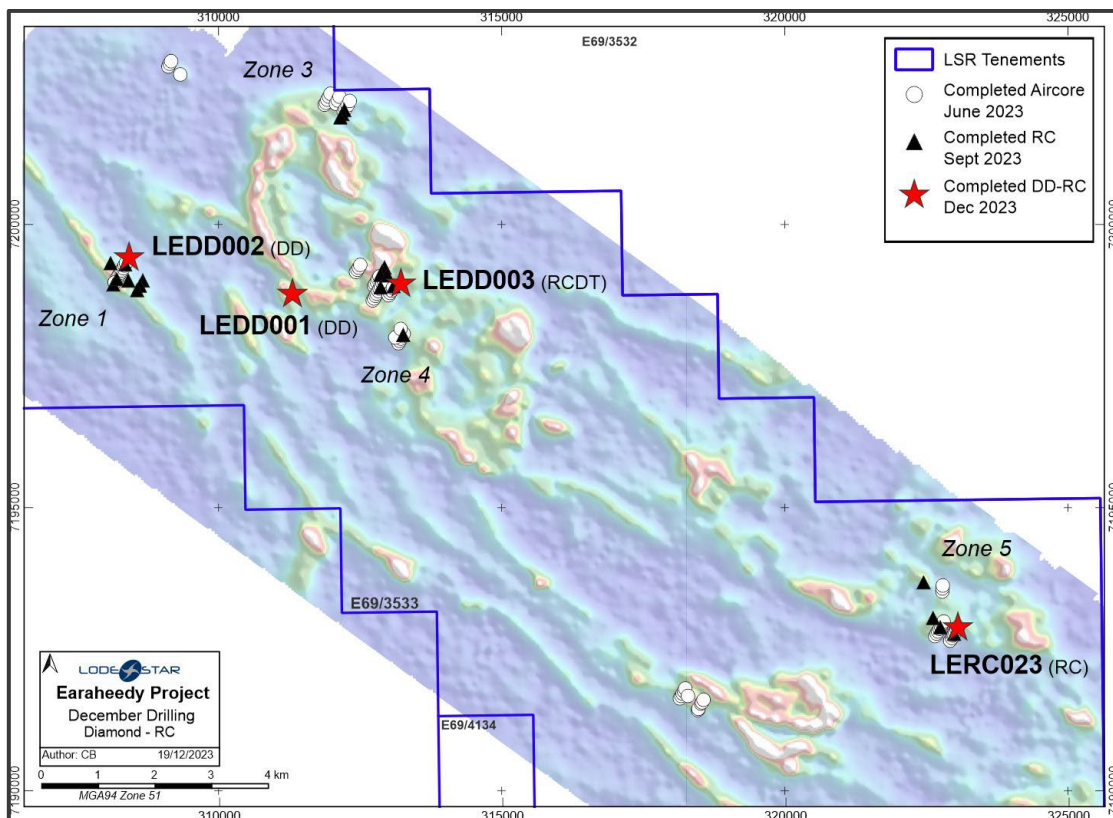 310000
315000
320000
325000
E69/3532
Zone 3
LSR Tenements
Completed Aircore
June 2023
Completed RC
Sept 2023
Completed DD-RC
Dec 2023
7200000
7200000
LEDD002 (DD)
LEDD003 (RCDT)
Zone 1
LEDD001 (DD)
Zone 4
7195000
7195000
Zone 5
E69/3533
LERC023 (RC)
LODESTAR
Earaheedy Project
December Drilling
Diamond - RC
Author: CB 19/12/2023
E69/4134
0 1 2 3 4 km
MGA94 Zone 51
7190000
7190000
310000
315000
320000
325000